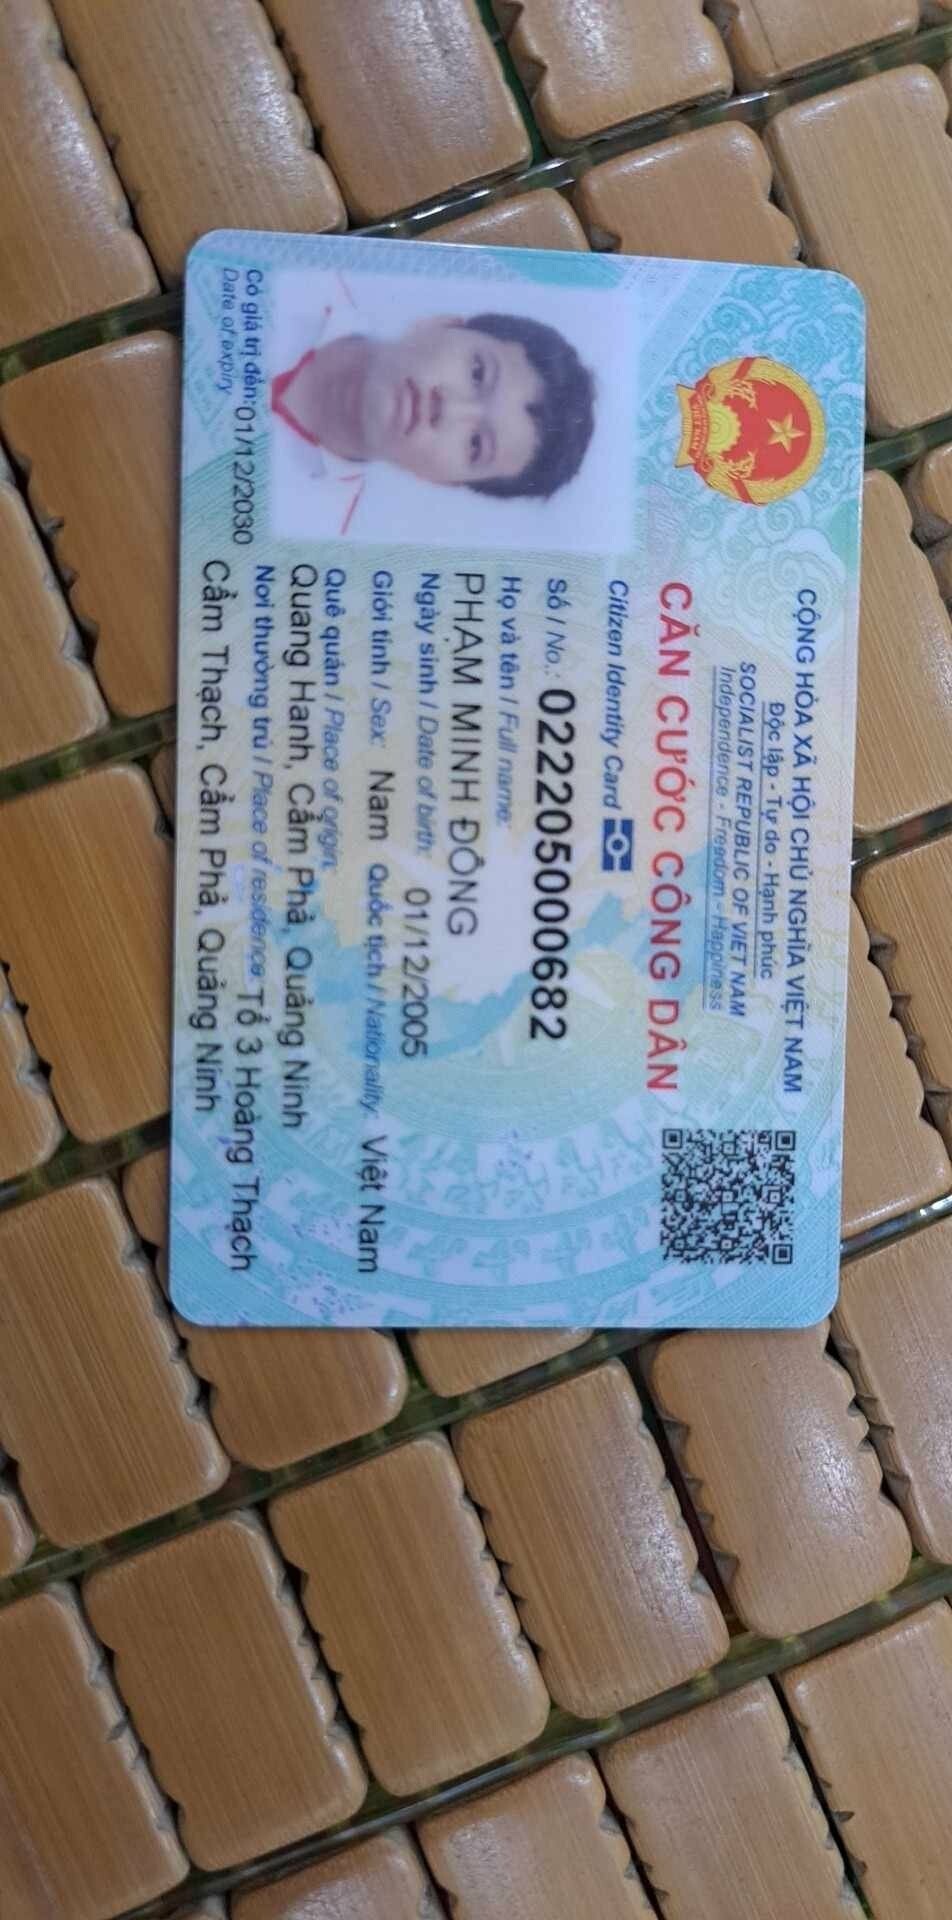 CỘNG HÒA XÃ HỘI CHỦ NGHĨA VIỆT NAM
Độc lập - Tự do - Hạnh phúc
SOCIALIST REPUBLIC OF VIET NAM
Independence - Freedom - Happiness
CĂN CƯỚC CÔNG DÂN
Citizen Identity Card
Số / No.: 022205000682
Họ và tên / Full name:
PHẠM MINH ĐÔNG
Ngày sinh / Date of birth: 01/12/2005
Giới tính / Sex: Nam Quốc tịch / Nationality: Việt Nam
Quê quán / Place of origin:
Quang Hanh, Cẩm Phả, Quảng Ninh
Nơi thường trú / Place of residence: Tổ 3 Hoàng Thạch
Cẩm Thạch, Cẩm Phả, Quảng Ninh
Có giá trị đến: 01/12/2030
Date of expiry